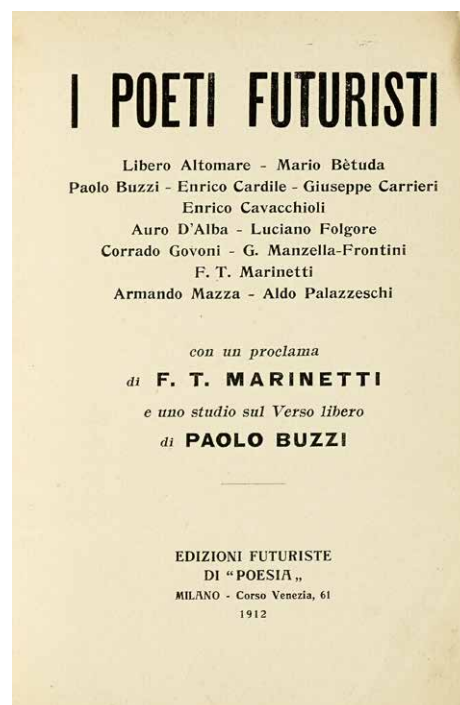 I POETI FUTURISTI
Libero Altomare - Mario Bètuda
Paolo Buzzi - Enrico Cardile - Giuseppe Carrieri
Enrico Cavacchioli
Auro D'Alba - Luciano Folgore
Corrado Govoni - G. Manzella-Frontini
F. T. Marinetti
Armando Mazza - Aldo Palazzeschi
con un proclama
di F. T. MARINETTI
e uno studio sul Verso libero
di PAOLO BUZZI
EDIZIONI FUTURISTE
DI “POESIA„
MILANO - Corso Venezia, 61
1912